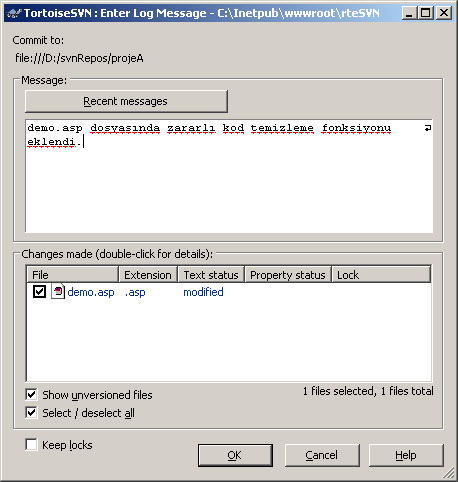 TortoiseSVN : Enter Log Message - C:\Inetpub\wwwroot\rteSVN
Commit to:
file:///D:/svnRepos/projeA
Message:
Recent messages
demo.asp dosyasında zararlı kod temizleme fonksiyonu
eklendi.
Changes made (double-click for details):
File Extension Text status Property status Lock
demo.asp .asp modified
Show unversioned files
1 files selected, 1 files total
Select / deselect all
Keep locks
OK Cancel Help